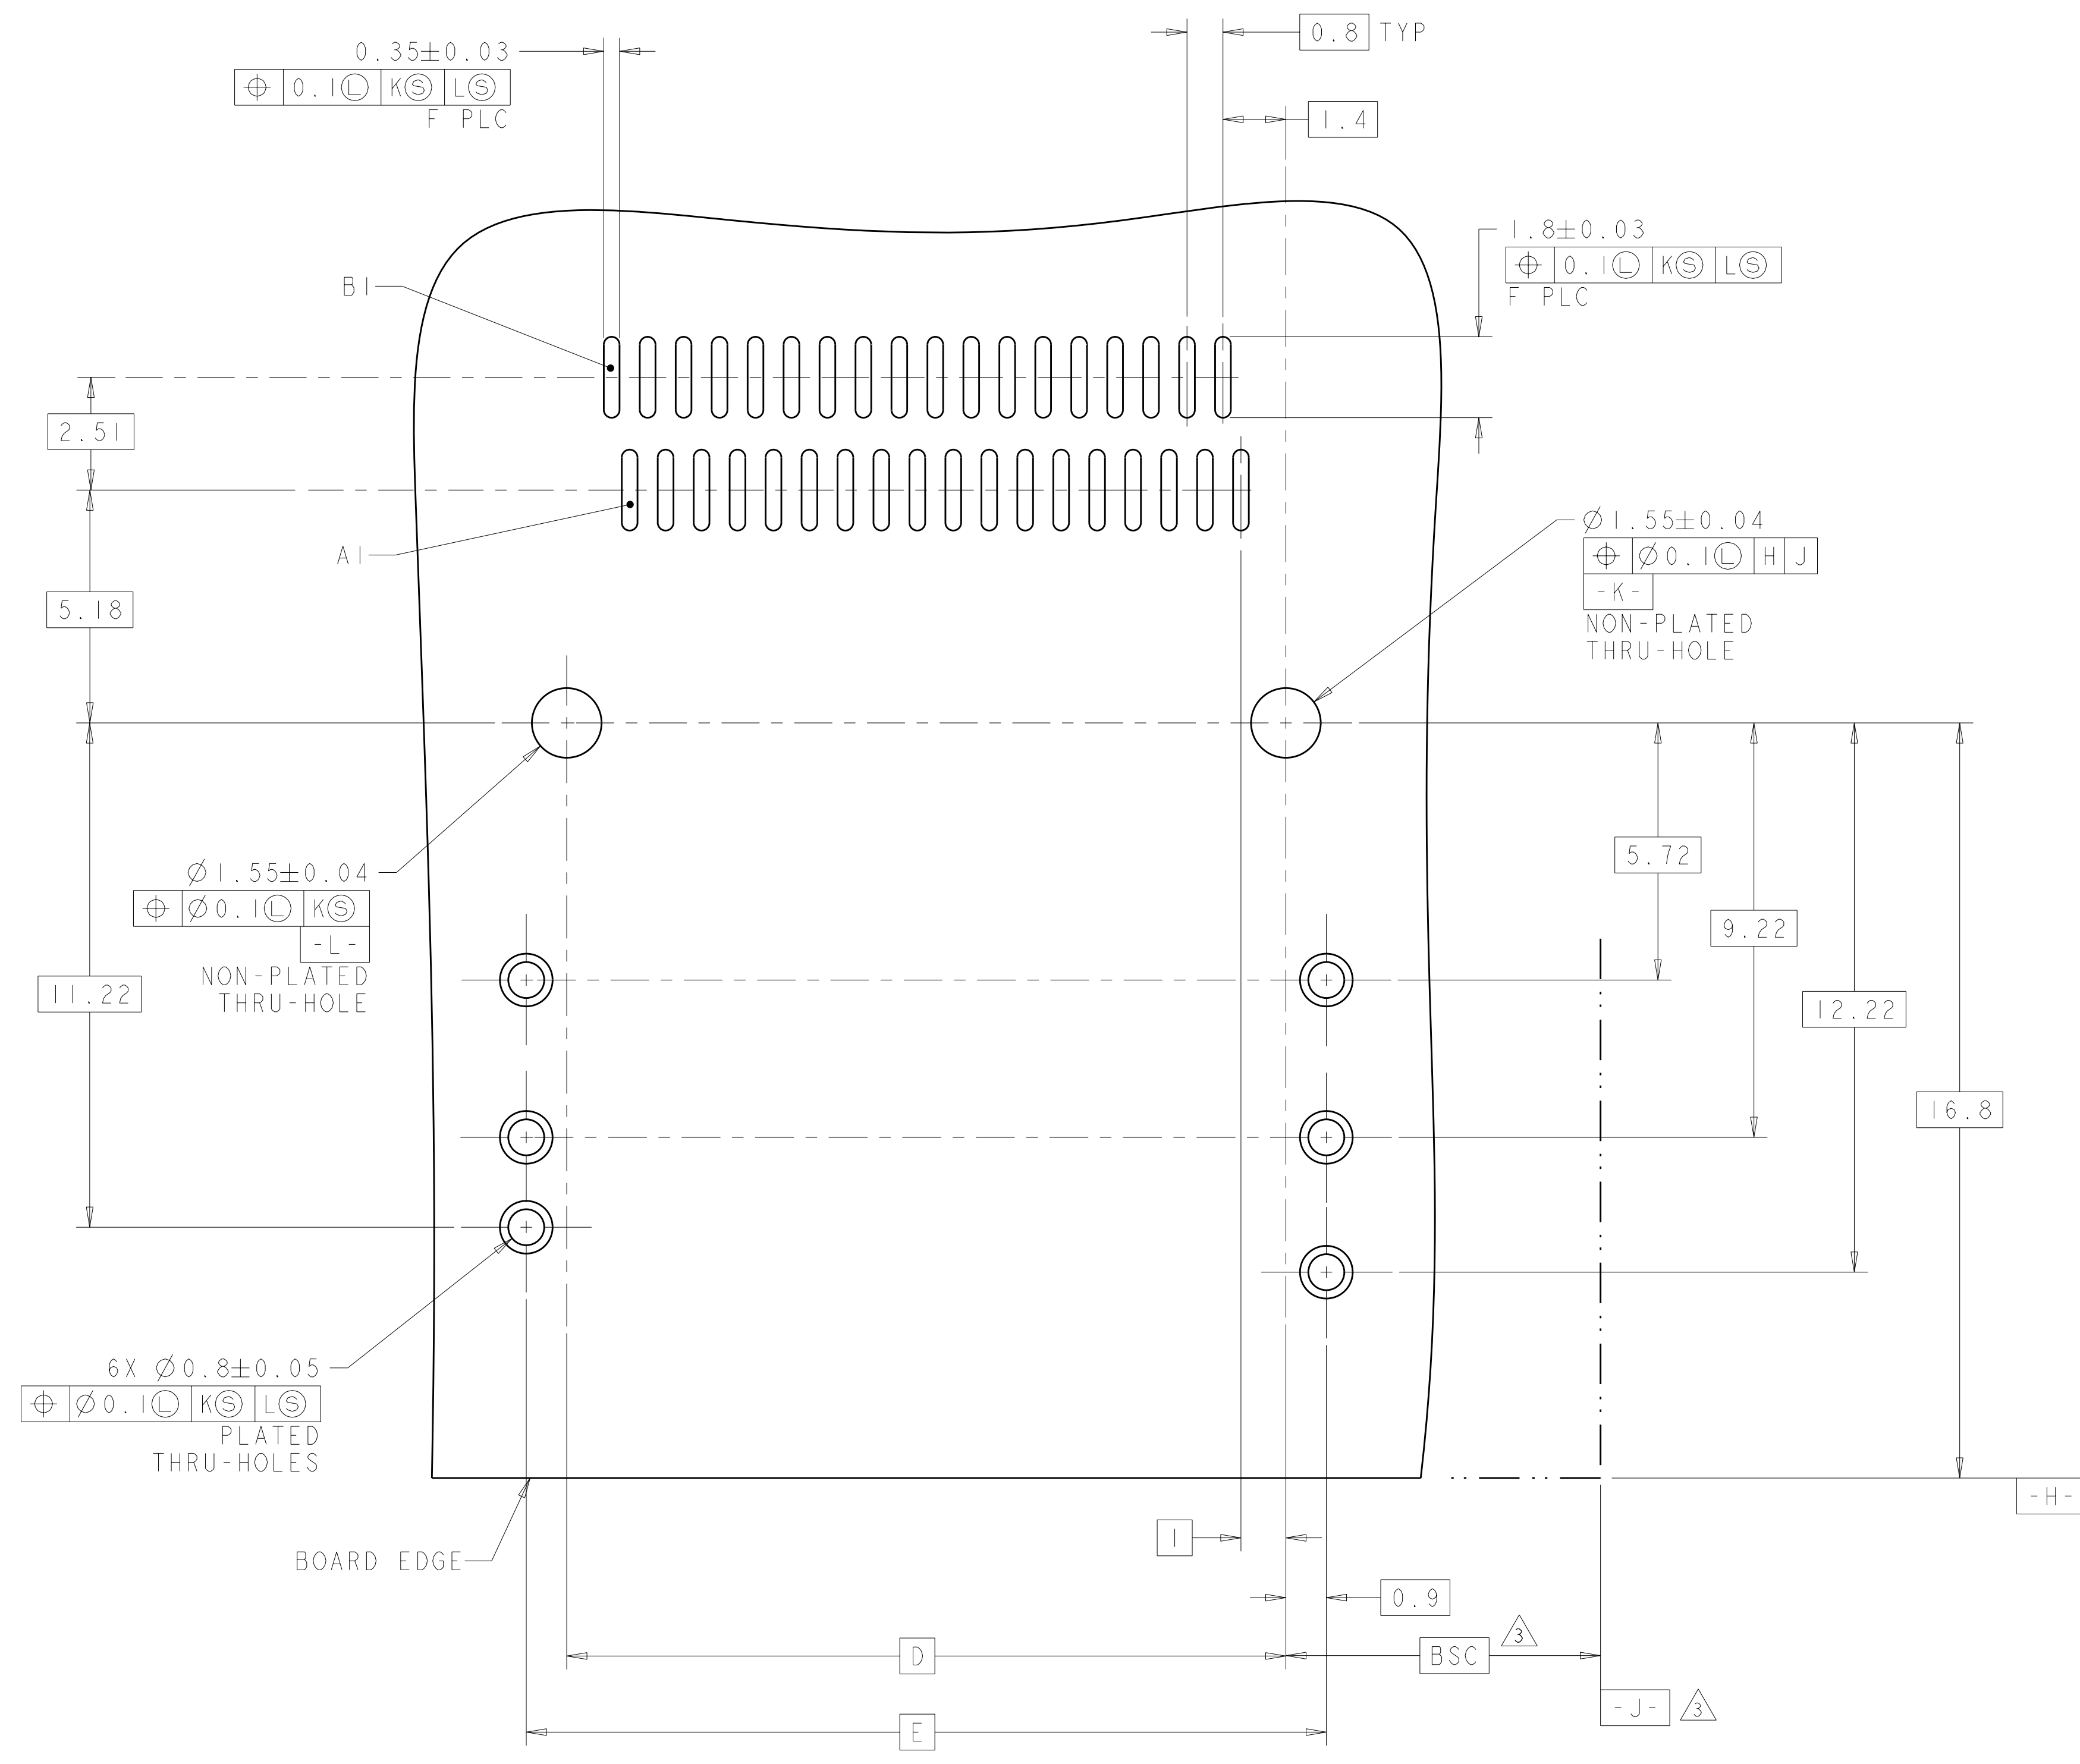 0.35±0.03
⌖ 0.1Ⓛ KⓈ LⓈ
F PLC
0.8 TYP
1.4
1.8±0.03
⌖ 0.1Ⓛ KⓈ LⓈ
F PLC
B1
2.51
A1
5.18
Ø1.55±0.04
⌖ Ø0.1Ⓛ H J
-K-
NON-PLATED
THRU-HOLE
Ø1.55±0.04
⌖ Ø0.1Ⓛ KⓈ
-L-
NON-PLATED
THRU-HOLE
11.22
5.72
9.22
12.22
16.8
6X Ø0.8±0.05
⌖ Ø0.1Ⓛ KⓈ LⓈ
PLATED
THRU-HOLES
-H-
BOARD EDGE
1
0.9
D
BSC 3
-J- 3
E